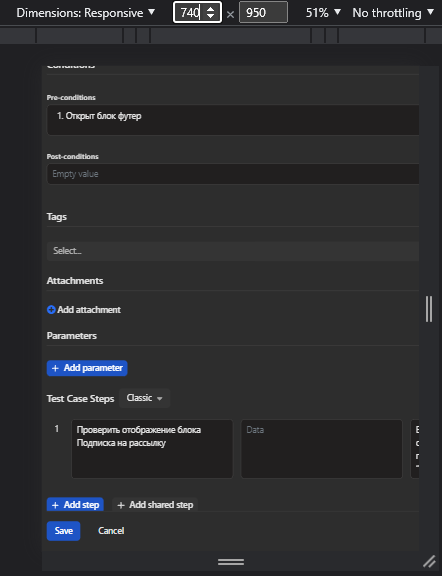 Dimensions: Responsive 740 × 950 51% No throttling
Conditions
Pre-conditions
1. Открыт блок футер
Post-conditions
Empty value
Tags
Select...
Attachments
Add attachment
Parameters
+ Add parameter
Test Case Steps Classic
1 Проверить отображение блока Data
Подписка на рассылку
+ Add step + Add shared step
Save Cancel